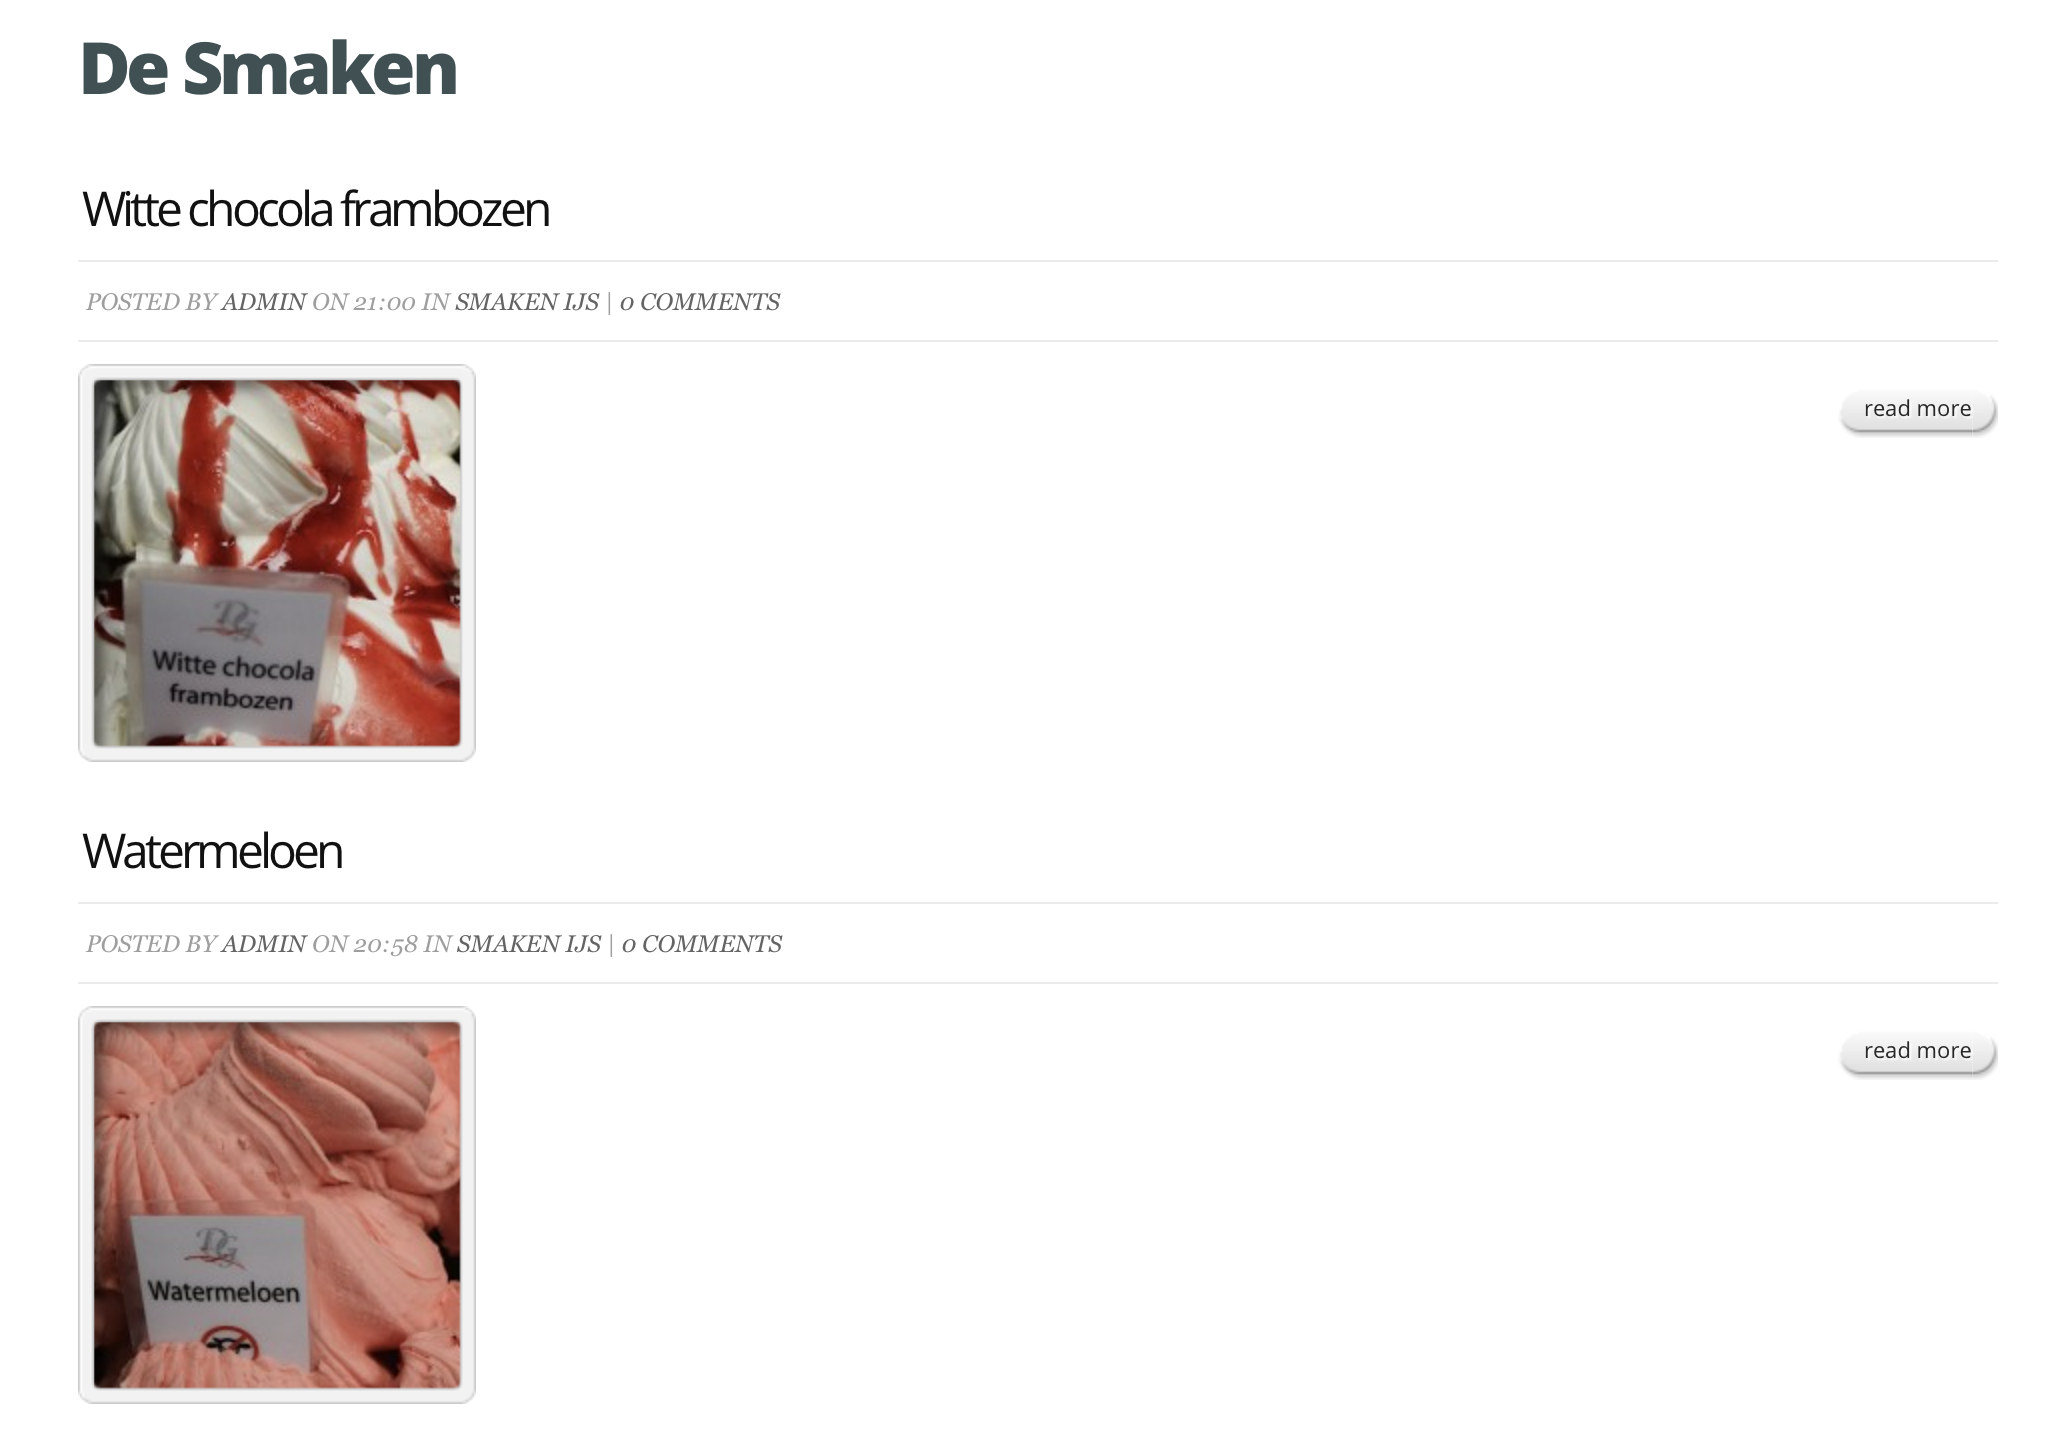 De Smaken
Witte chocola frambozen
POSTED BY ADMIN ON 21:00 IN SMAKEN IJS | 0 COMMENTS
read more
DG
Witte chocola
frambozen
Watermeloen
POSTED BY ADMIN ON 20:58 IN SMAKEN IJS | 0 COMMENTS
read more
DG
Watermeloen